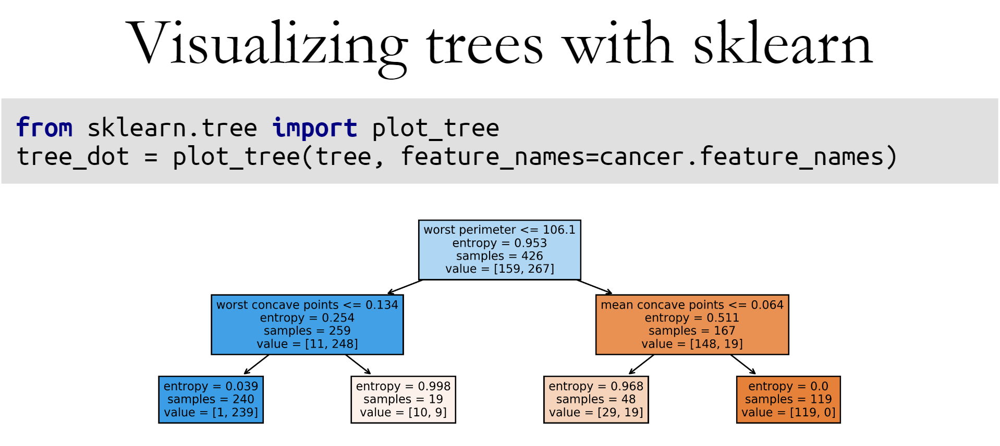 Visualizing trees with sklearn
from sklearn.tree import plot_tree
tree_dot = plot_tree(tree, feature_names=cancer.feature_names)
worst perimeter <= 106.1
entropy = 0.953
samples = 426
value = [159, 267]
worst concave points <= 0.134
entropy = 0.254
samples = 259
value = [11, 248]
mean concave points <= 0.064
entropy = 0.511
samples = 167
value = [148, 19]
entropy = 0.039
samples = 240
value = [1, 239]
entropy = 0.998
samples = 19
value = [10, 9]
entropy = 0.968
samples = 48
value = [29, 19]
entropy = 0.0
samples = 119
value = [119, 0]